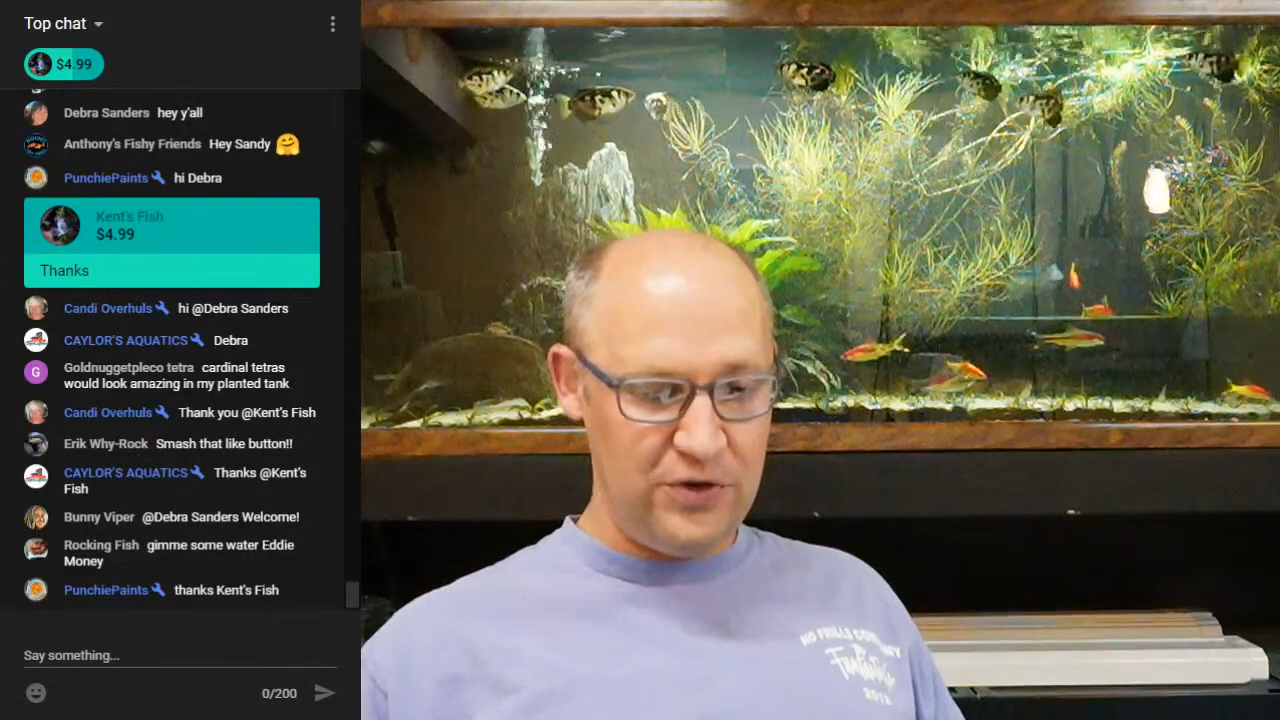 Top chat
$4.99
Debra Sanders hey y'all
Anthony's Fishy Friends Hey Sandy
PunchiePaints hi Debra
Kent's Fish
$4.99
Thanks
Candi Overhuls hi @Debra Sanders
CAYLOR'S AQUATICS Debra
G
Goldnuggetpleco tetra cardinal tetras
would look amazing in my planted tank
Candi Overhuls Thank you @Kent's Fish
Erik Why-Rock Smash that like button!!
CAYLOR'S AQUATICS Thanks @Kent's
Fish
Bunny Viper @Debra Sanders Welcome!
Rocking Fish gimme some water Eddie
Money
PunchiePaints thanks Kent's Fish
Say something...
0/200
NO FRILLS
2012